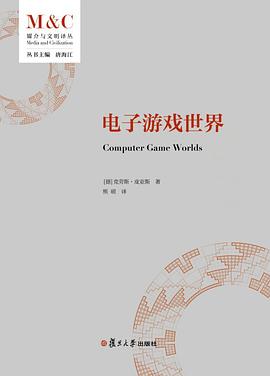 M&C
媒介与文明译丛
Media and Civilization
丛书主编 唐海江
电子游戏世界
Computer Game Worlds
[德] 克劳斯·皮亚斯 著
熊硕 译
复旦大学出版社